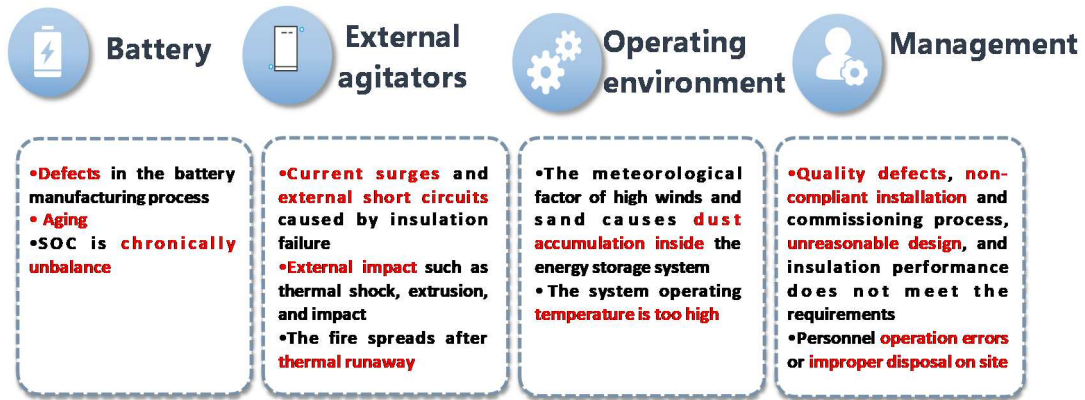 Battery
External
agitators
Operating
environment
Management
•Defects in the battery
manufacturing process
• Aging
•SOC is chronically
unbalance
•Current surges and
external short circuits
caused by insulation
failure
•External impact such as
thermal shock, extrusion,
and impact
•The fire spreads after
thermal runaway
•The meteorological
factor of high winds and
sand causes dust
accumulation inside the
energy storage system
• The system operating
temperature is too high
•Quality defects, non-
compliant installation and
commissioning process,
unreasonable design, and
insulation performance
does not meet the
requirements
•Personnel operation errors
or improper disposal on site